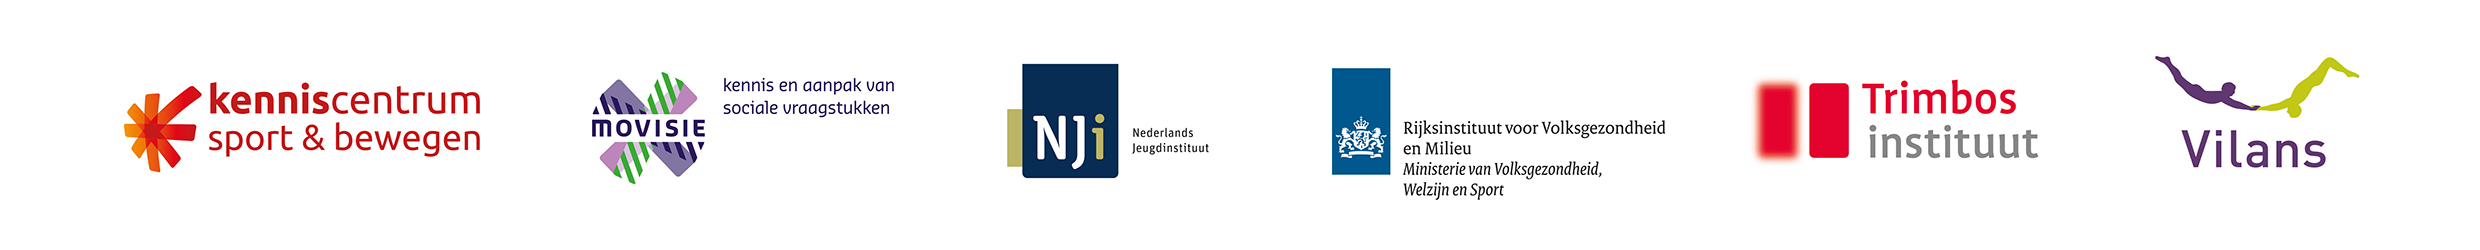 kenniscentrum
sport & bewegen
MOVISIE
kennis en aanpak van
sociale vraagstukken
NJi
Nederlands
Jeugdinstituut
Rijksinstituut voor Volksgezondheid
en Milieu
Ministerie van Volksgezondheid,
Welzijn en Sport
Trimbos
instituut
Vilans